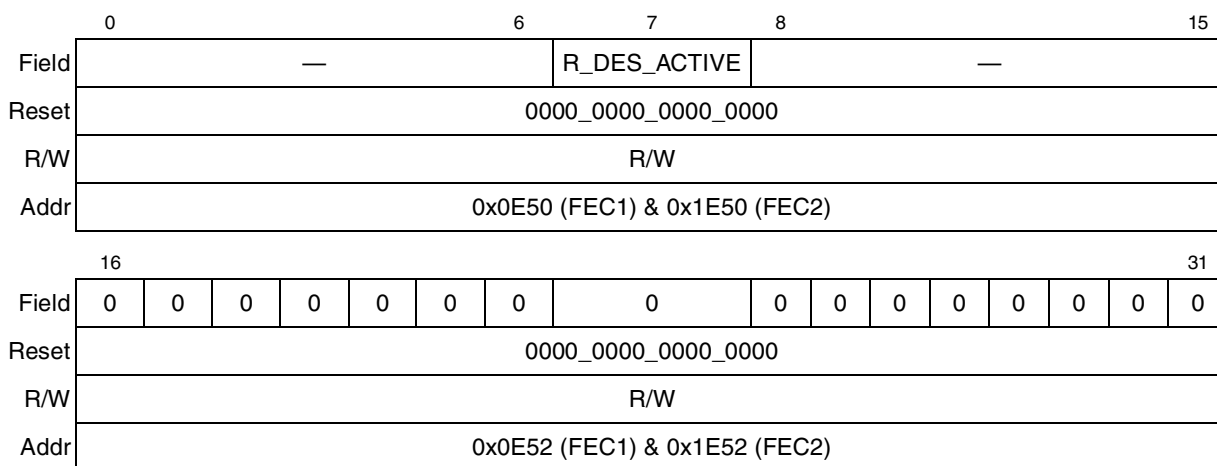 0 6 7 8 15
Field — R_DES_ACTIVE —
Reset 0000_0000_0000_0000
R/W R/W
Addr 0x0E50 (FEC1) & 0x1E50 (FEC2)
16 31
Field 0 0 0 0 0 0 0 0 0 0 0 0 0 0 0 0
Reset 0000_0000_0000_0000
R/W R/W
Addr 0x0E52 (FEC1) & 0x1E52 (FEC2)